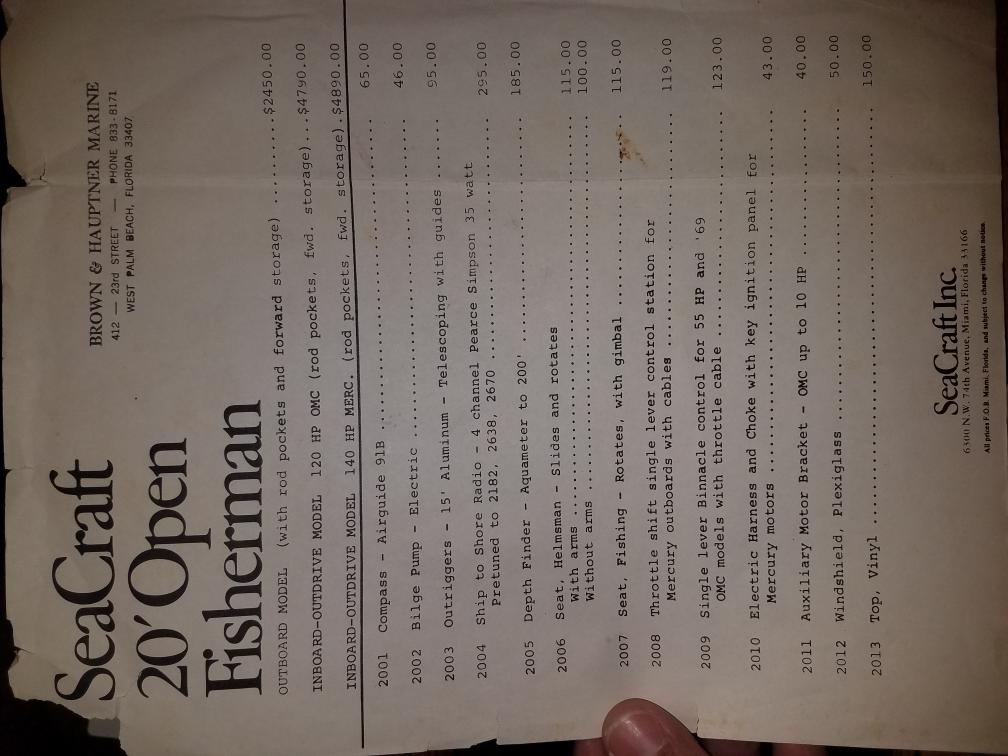 SeaCraft
20' Open
Fisherman
BROWN & HAUPTNER MARINE
412 — 23rd STREET — PHONE 833-8171
WEST PALM BEACH, FLORIDA 33407
OUTBOARD MODEL (with rod pockets and forward storage) ........$2450.00
INBOARD-OUTDRIVE MODEL 120 HP OMC (rod pockets, fwd. storage)...$4790.00
INBOARD-OUTDRIVE MODEL 140 HP MERC. (rod pockets, fwd. storage).$4890.00
2001 Compass - Airguide 91B ........ 65.00
2002 Bilge Pump - Electric ........ 46.00
2003 Outriggers - 15' Aluminum - Telescoping with guides ........ 95.00
2004 Ship to Shore Radio - 4 channel Pearce Simpson 35 watt
Pretuned to 2182, 2638, 2670 ........ 295.00
2005 Depth Finder - Aquameter to 200' ........ 185.00
2006 Seat, Helmsman - Slides and rotates
With arms ........ 115.00
Without arms ........ 100.00
2007 Seat, Fishing - Rotates, with gimbal ........ 115.00
2008 Throttle shift single lever control station for
Mercury outboards with cables ........ 119.00
2009 Single lever Binnacle control for 55 HP and '69
OMC models with throttle cable ........ 123.00
2010 Electric Harness and Choke with key ignition panel for
Mercury motors ........ 43.00
2011 Auxiliary Motor Bracket - OMC up to 10 HP ........ 40.00
2012 Windshield, Plexiglass ........ 50.00
2013 Top, Vinyl ........ 150.00
SeaCraft Inc.
6300 N.W. 74th Avenue, Miami, Florida 33166
All prices F.O.B. Miami, Florida, and subject to change without notice.